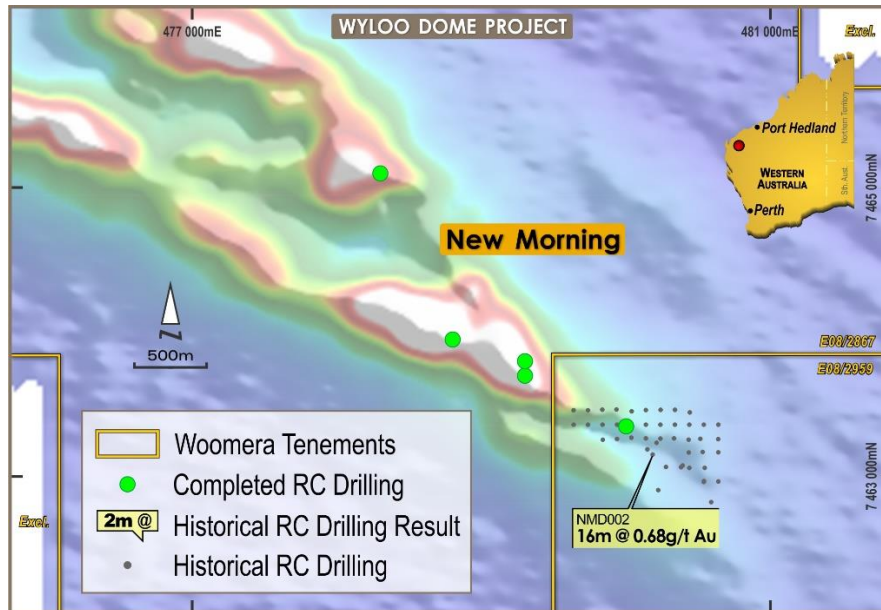 WYLOO DOME PROJECT
477 000mE
481 000mE
Exel.
Port Hedland
Northern Territory
WESTERN
AUSTRALIA
Sth. Aust.
Perth
7 465 000mN
New Morning
N
500m
E08/2867
E08/2959
Woomera Tenements
Completed RC Drilling
2m @
Historical RC Drilling Result
Historical RC Drilling
Exel.
NMD002
16m @ 0.68g/t Au
7 463 000mN